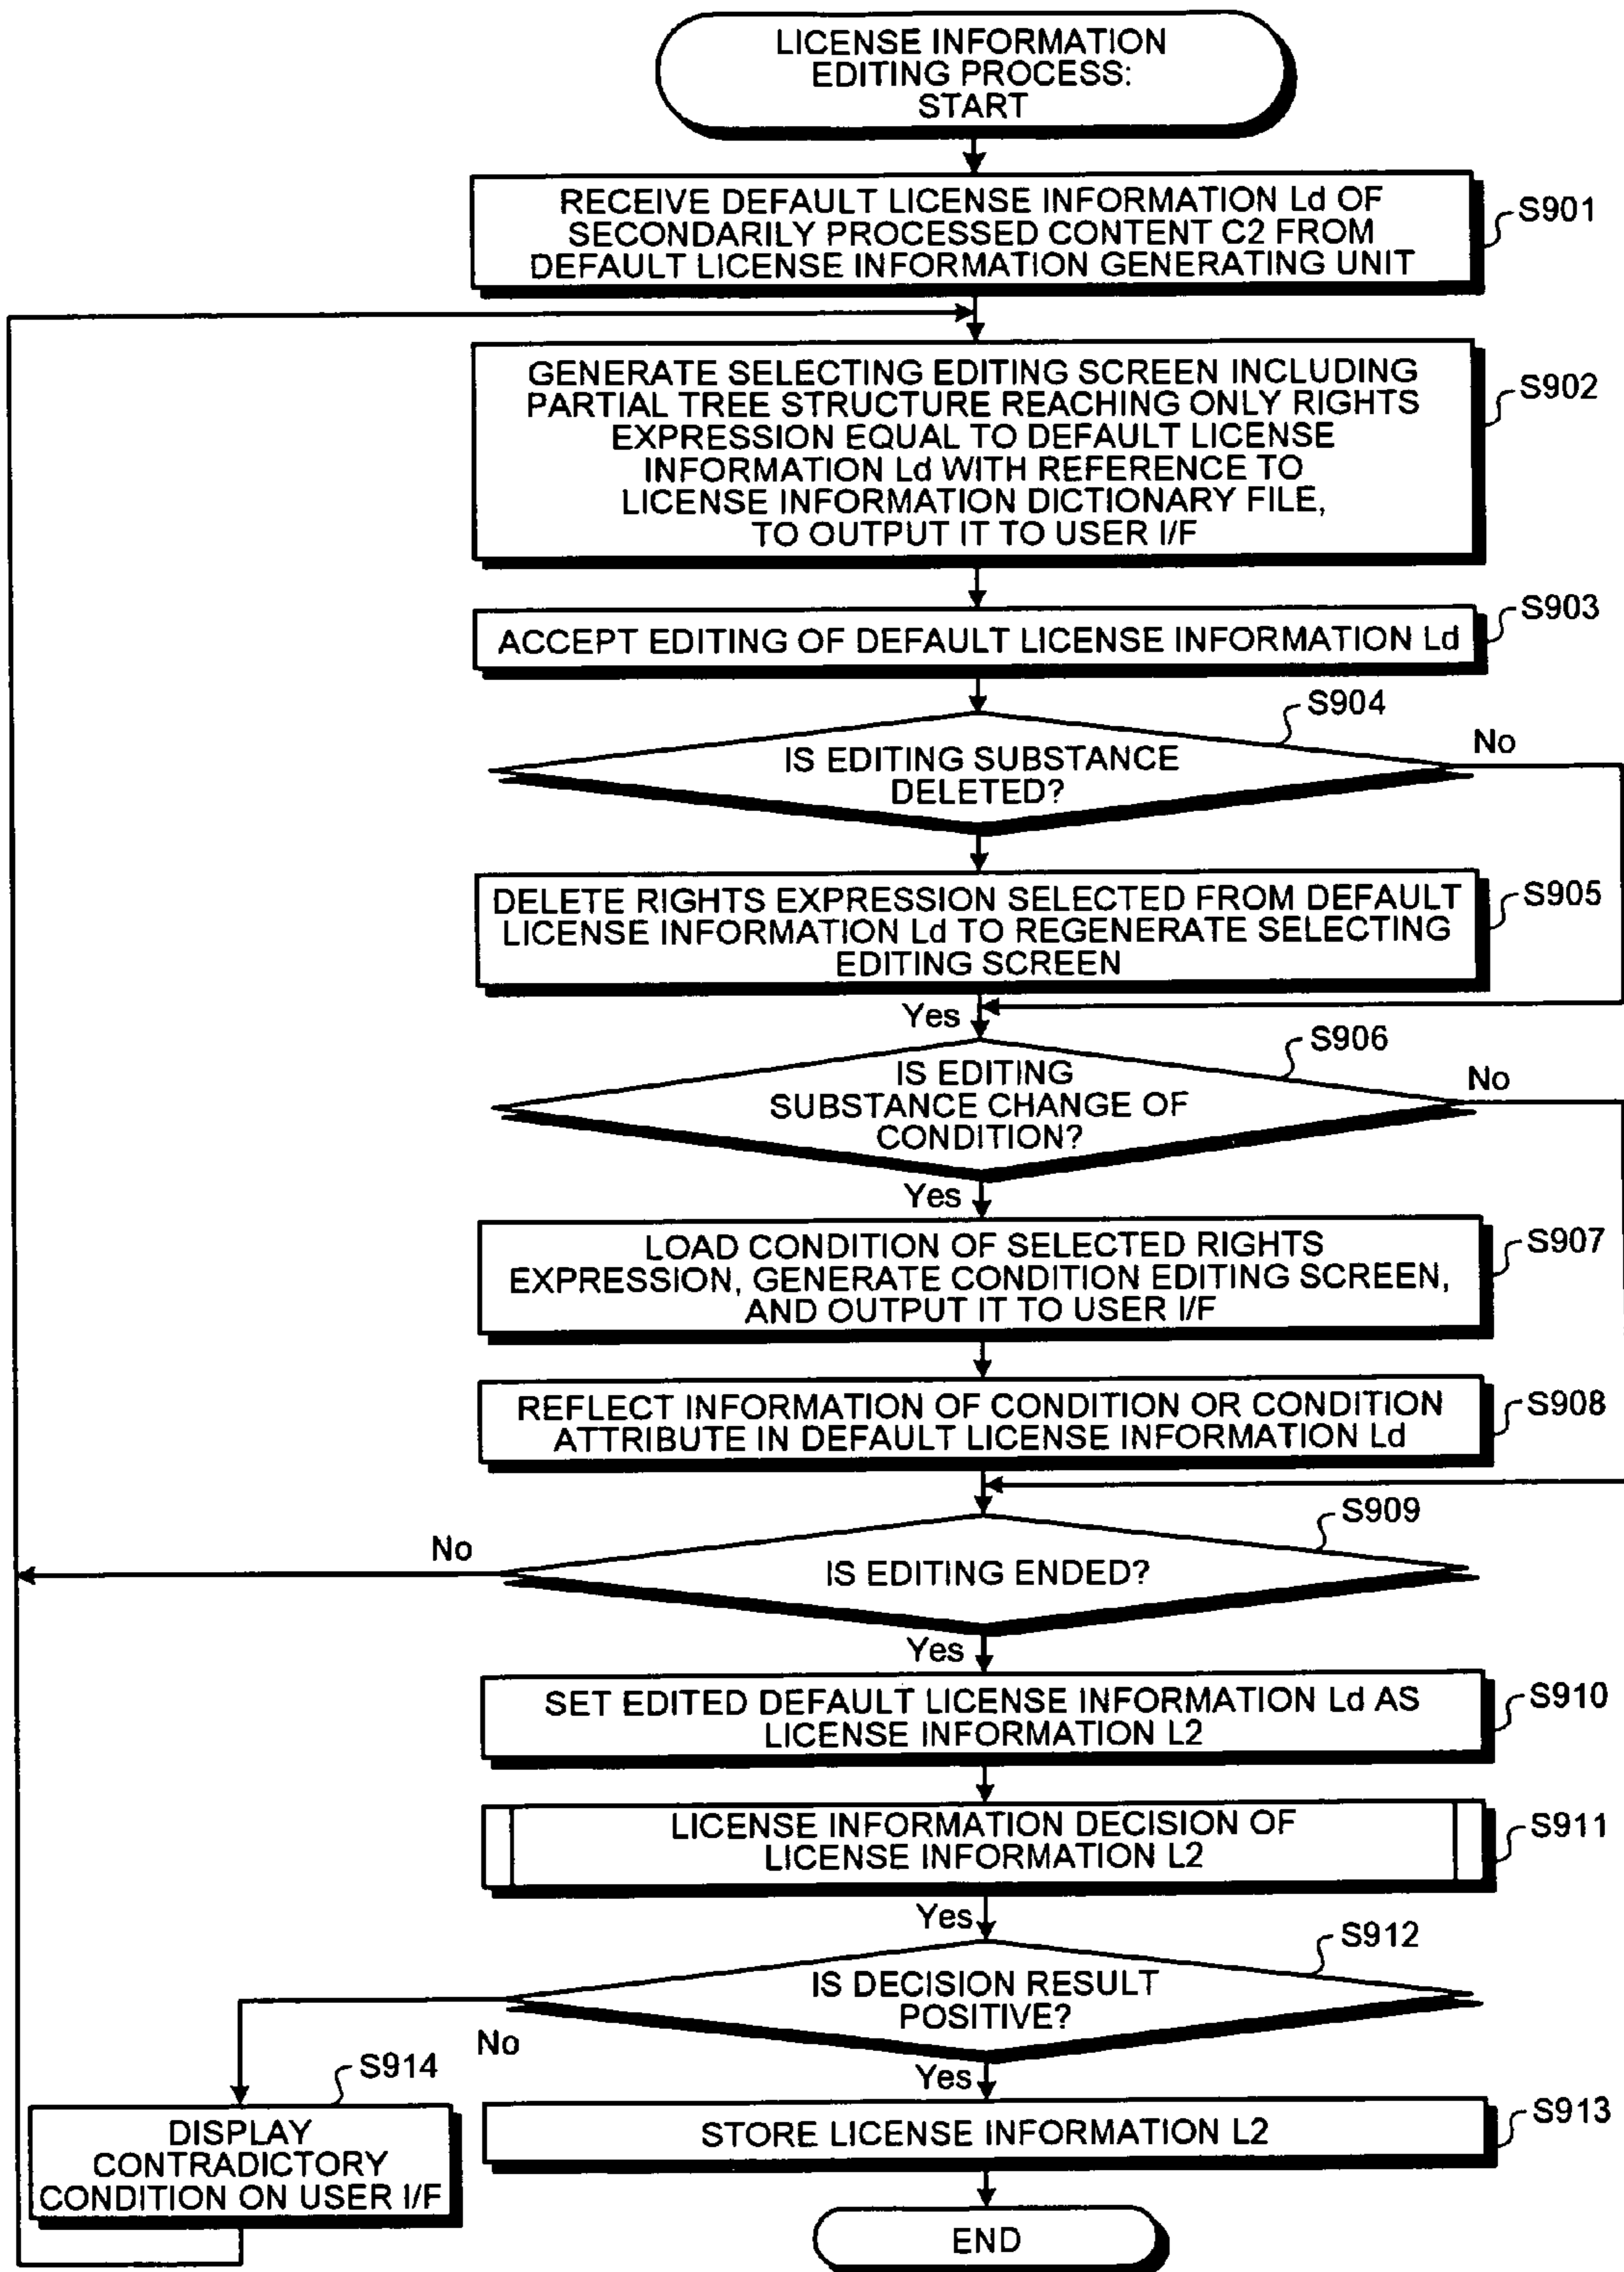 LICENSE INFORMATION
EDITING PROCESS:
START
RECEIVE DEFAULT LICENSE INFORMATION Ld OF
SECONDARILY PROCESSED CONTENT C2 FROM
DEFAULT LICENSE INFORMATION GENERATING UNIT
S901
GENERATE SELECTING EDITING SCREEN INCLUDING
PARTIAL TREE STRUCTURE REACHING ONLY RIGHTS
EXPRESSION EQUAL TO DEFAULT LICENSE
INFORMATION Ld WITH REFERENCE TO
LICENSE INFORMATION DICTIONARY FILE,
TO OUTPUT IT TO USER I/F
S902
ACCEPT EDITING OF DEFAULT LICENSE INFORMATION Ld
S903
IS EDITING SUBSTANCE
DELETED?
S904
No
DELETE RIGHTS EXPRESSION SELECTED FROM DEFAULT
LICENSE INFORMATION Ld TO REGENERATE SELECTING
EDITING SCREEN
S905
Yes
IS EDITING
SUBSTANCE CHANGE OF
CONDITION?
S906
No
Yes
LOAD CONDITION OF SELECTED RIGHTS
EXPRESSION, GENERATE CONDITION EDITING SCREEN,
AND OUTPUT IT TO USER I/F
S907
REFLECT INFORMATION OF CONDITION OR CONDITION
ATTRIBUTE IN DEFAULT LICENSE INFORMATION Ld
S908
IS EDITING ENDED?
S909
No
Yes
SET EDITED DEFAULT LICENSE INFORMATION Ld AS
LICENSE INFORMATION L2
S910
LICENSE INFORMATION DECISION OF
LICENSE INFORMATION L2
S911
Yes
IS DECISION RESULT
POSITIVE?
S912
No
Yes
DISPLAY
CONTRADICTORY
CONDITION ON USER I/F
S914
STORE LICENSE INFORMATION L2
S913
END